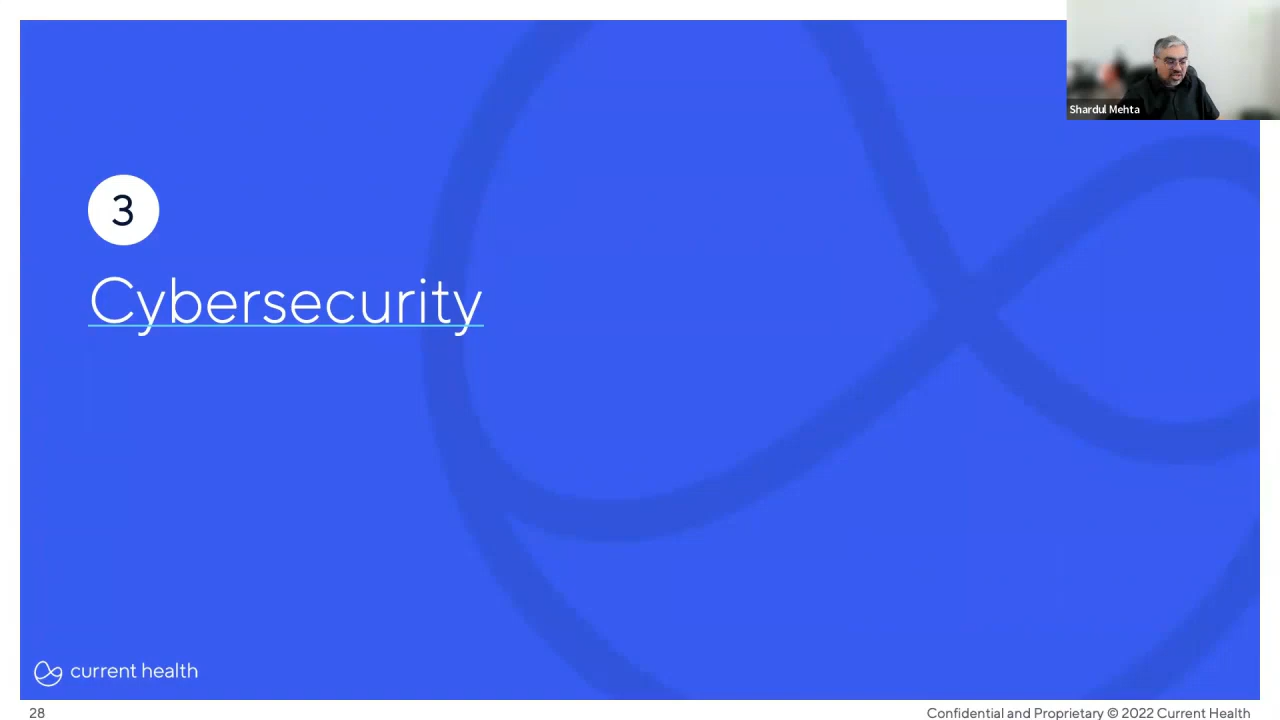 Shardul Mehta
3
Cybersecurity
current health
28
Confidential and Proprietary © 2022 Current Health